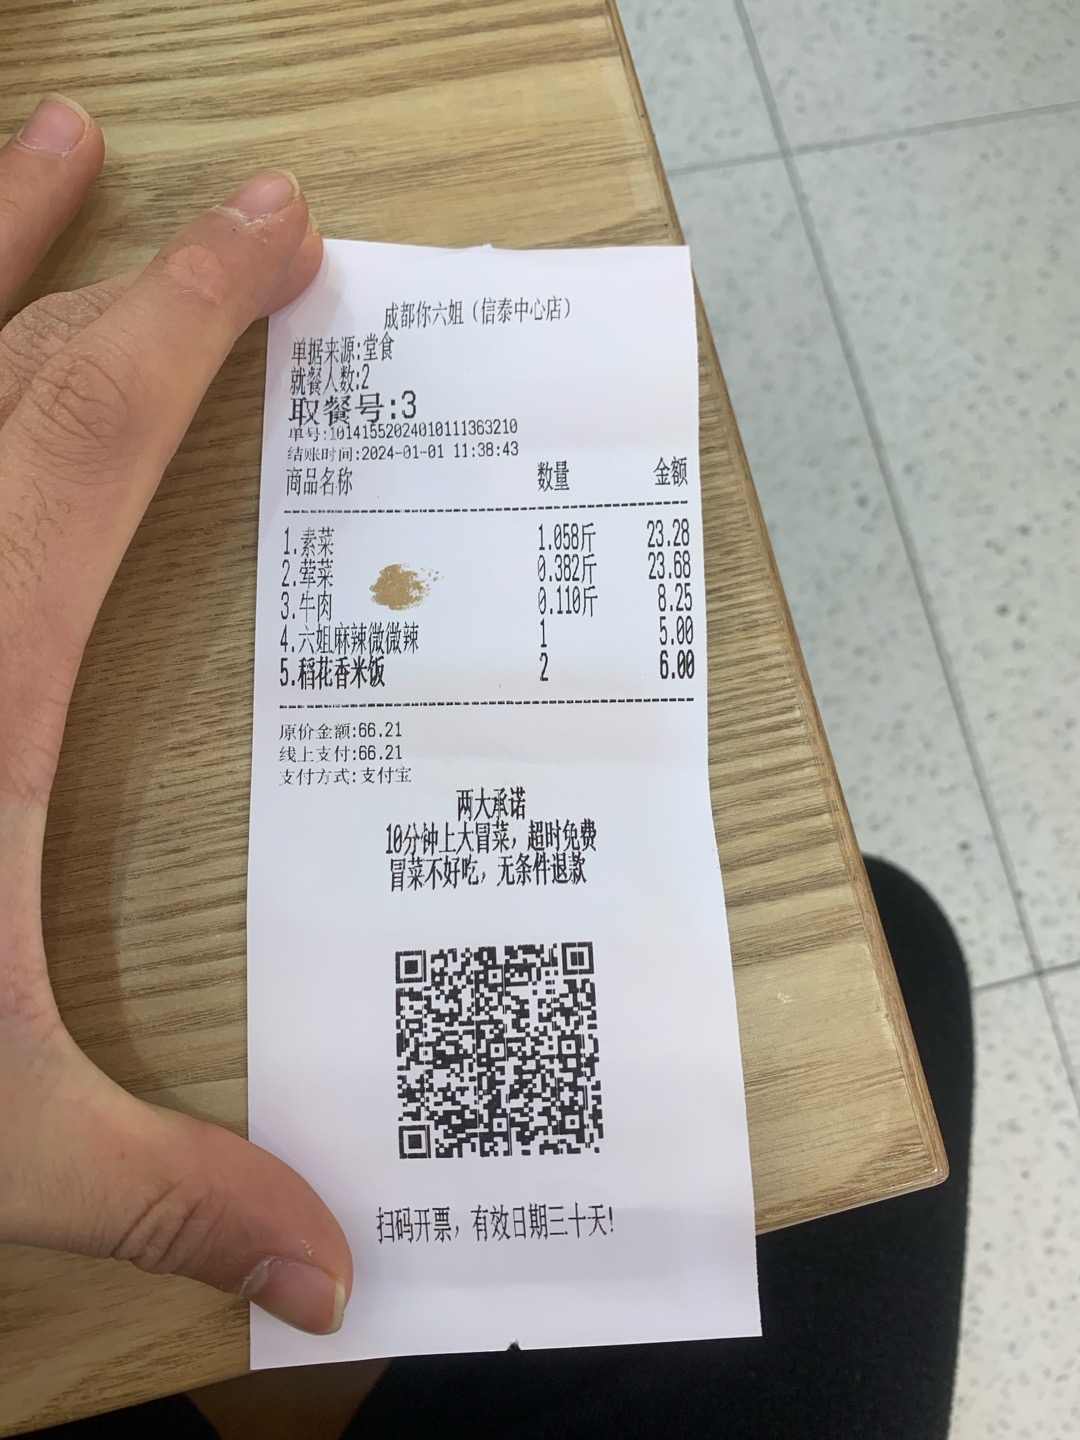 成都你六姐（信泰中心店）
单据来源:堂食
就餐人数:2
取餐号:3
单号:1014155202401011​1363210
结账时间:2024-01-01 11:38:43
商品名称 数量 金额
1.素菜 1.058斤 23.28
2.荤菜 0.382斤 23.68
3.牛肉 0.110斤 8.25
4.六姐麻辣微微辣 1 5.00
5.稻花香米饭 2 6.00
原价金额:66.21
线上支付:66.21
支付方式:支付宝
两大承诺
10分钟上大冒菜，超时免费
冒菜不好吃，无条件退款
扫码开票，有效日期三十天!